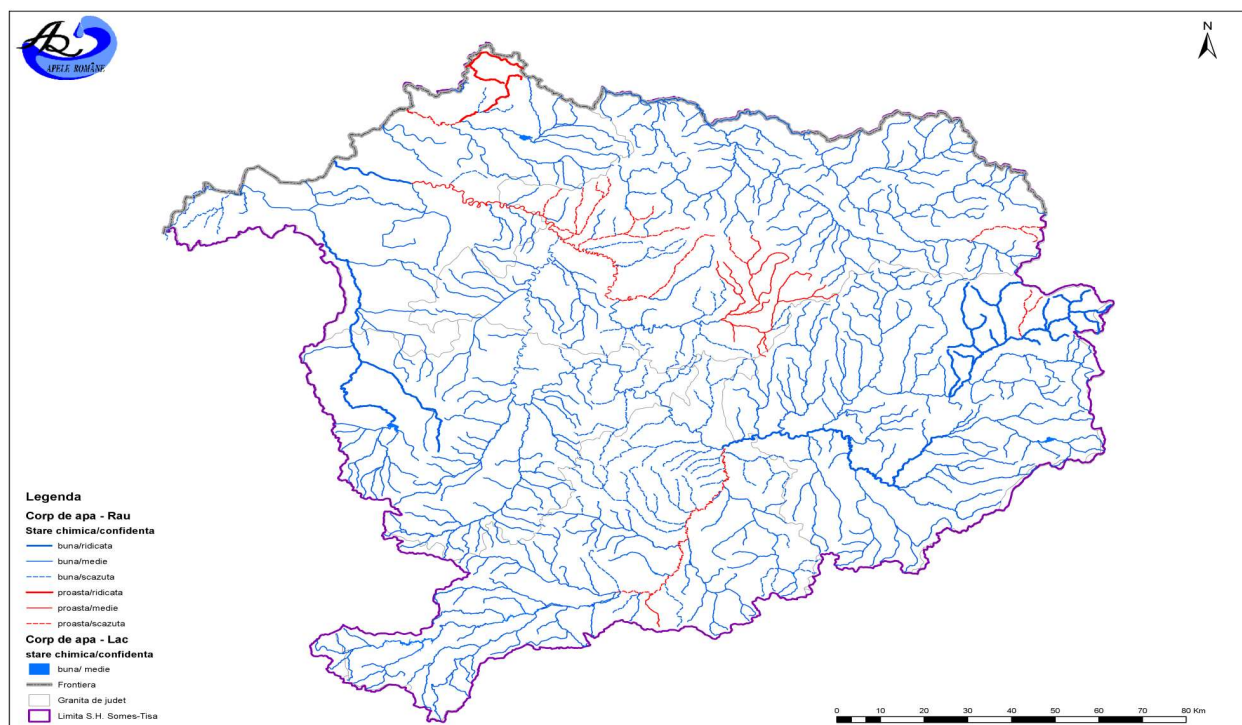 APELE ROMÂNE
N
Legenda
Corp de apa - Rau
Stare chimica/confidenta
buna/ridicata
buna/medie
buna/scazuta
proasta/ridicata
proasta/medie
proasta/scazuta
Corp de apa - Lac
stare chimica/confidenta
buna/ medie
Frontiera
Granita de judet
Limita S.H. Somes-Tisa
0 10 20 30 40 50 60 70 80 Km